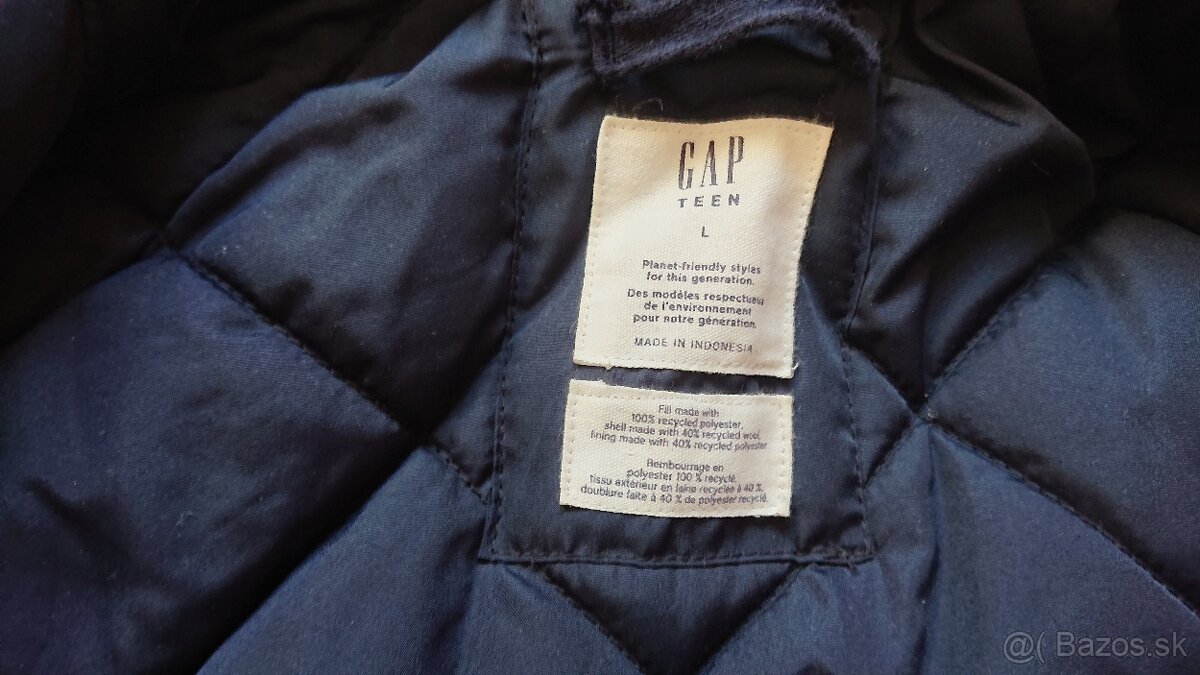 GAP
TEEN
L
Planet-friendly styles
for this generation.
Des modèles respectueux
de l'environnement
pour notre génération.
MADE IN INDONESIA
Fill made with
100% recycled polyester,
shell made with 40% recycled wool,
lining made with 40% recycled polyester
Rembourrage en
polyester 100 % recyclé,
tissu extérieur en laine recyclée à 40 %,
doublure faite à 40 % de polyester recyclé.
@( Bazos.sk